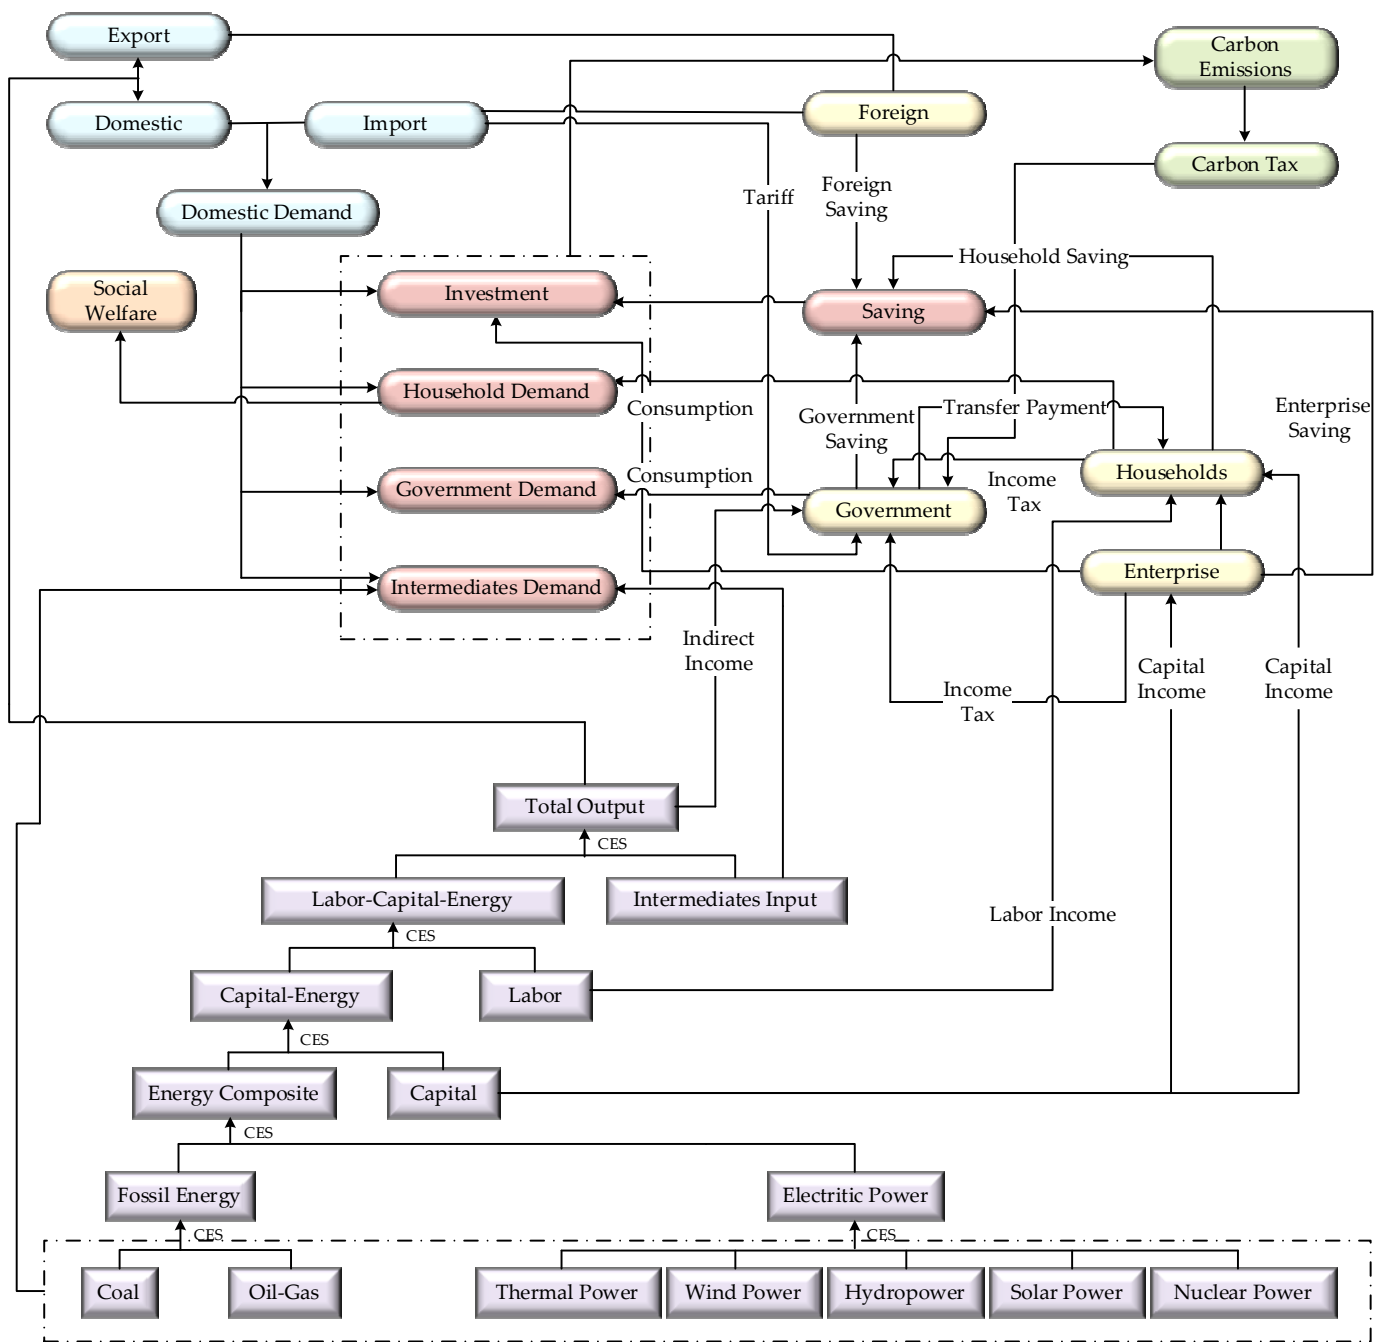 Export
Carbon
Emissions
Domestic
Import
Foreign
Carbon Tax
Tariff
Foreign
Saving
Domestic Demand
Household Saving
Social
Welfare
Investment
Saving
Household Demand
Consumption
Government
Saving
Transfer Payment
Enterprise
Saving
Consumption
Households
Income
Tax
Government Demand
Government
Enterprise
Intermediates Demand
Indirect
Income
Income
Tax
Capital
Income
Capital
Income
Total Output
CES
Labor-Capital-Energy
Intermediates Input
Labor Income
CES
Capital-Energy
Labor
CES
Energy Composite
Capital
CES
Fossil Energy
Electritic Power
CES
CES
Coal
Oil-Gas
Thermal Power
Wind Power
Hydropower
Solar Power
Nuclear Power